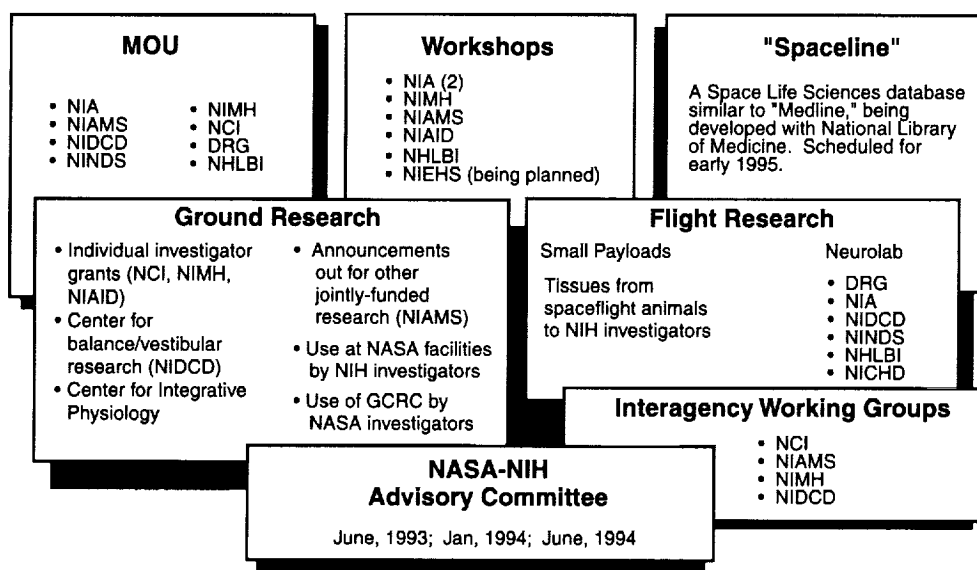 MOU
• NIA
• NIAMS
• NIDCD
• NINDS
• NIMH
• NCI
• DRG
• NHLBI
Workshops
• NIA (2)
• NIMH
• NIAMS
• NIAID
• NHLBI
• NIEHS (being planned)
"Spaceline"
A Space Life Sciences database
similar to "Medline," being
developed with National Library
of Medicine. Scheduled for
early 1995.
Ground Research
• Individual investigator
grants (NCI, NIMH,
NIAID)
• Center for
balance/vestibular
research (NIDCD)
• Center for Integrative
Physiology
• Announcements
out for other
jointly-funded
research (NIAMS)
• Use at NASA facilities
by NIH investigators
• Use of GCRC by
NASA investigators
Flight Research
Small Payloads
Tissues from
spaceflight animals
to NIH investigators
Neurolab
• DRG
• NIA
• NIDCD
• NINDS
• NHLBI
• NICHD
Interagency Working Groups
• NCI
• NIAMS
• NIMH
• NIDCD
NASA-NIH
Advisory Committee
June, 1993; Jan, 1994; June, 1994